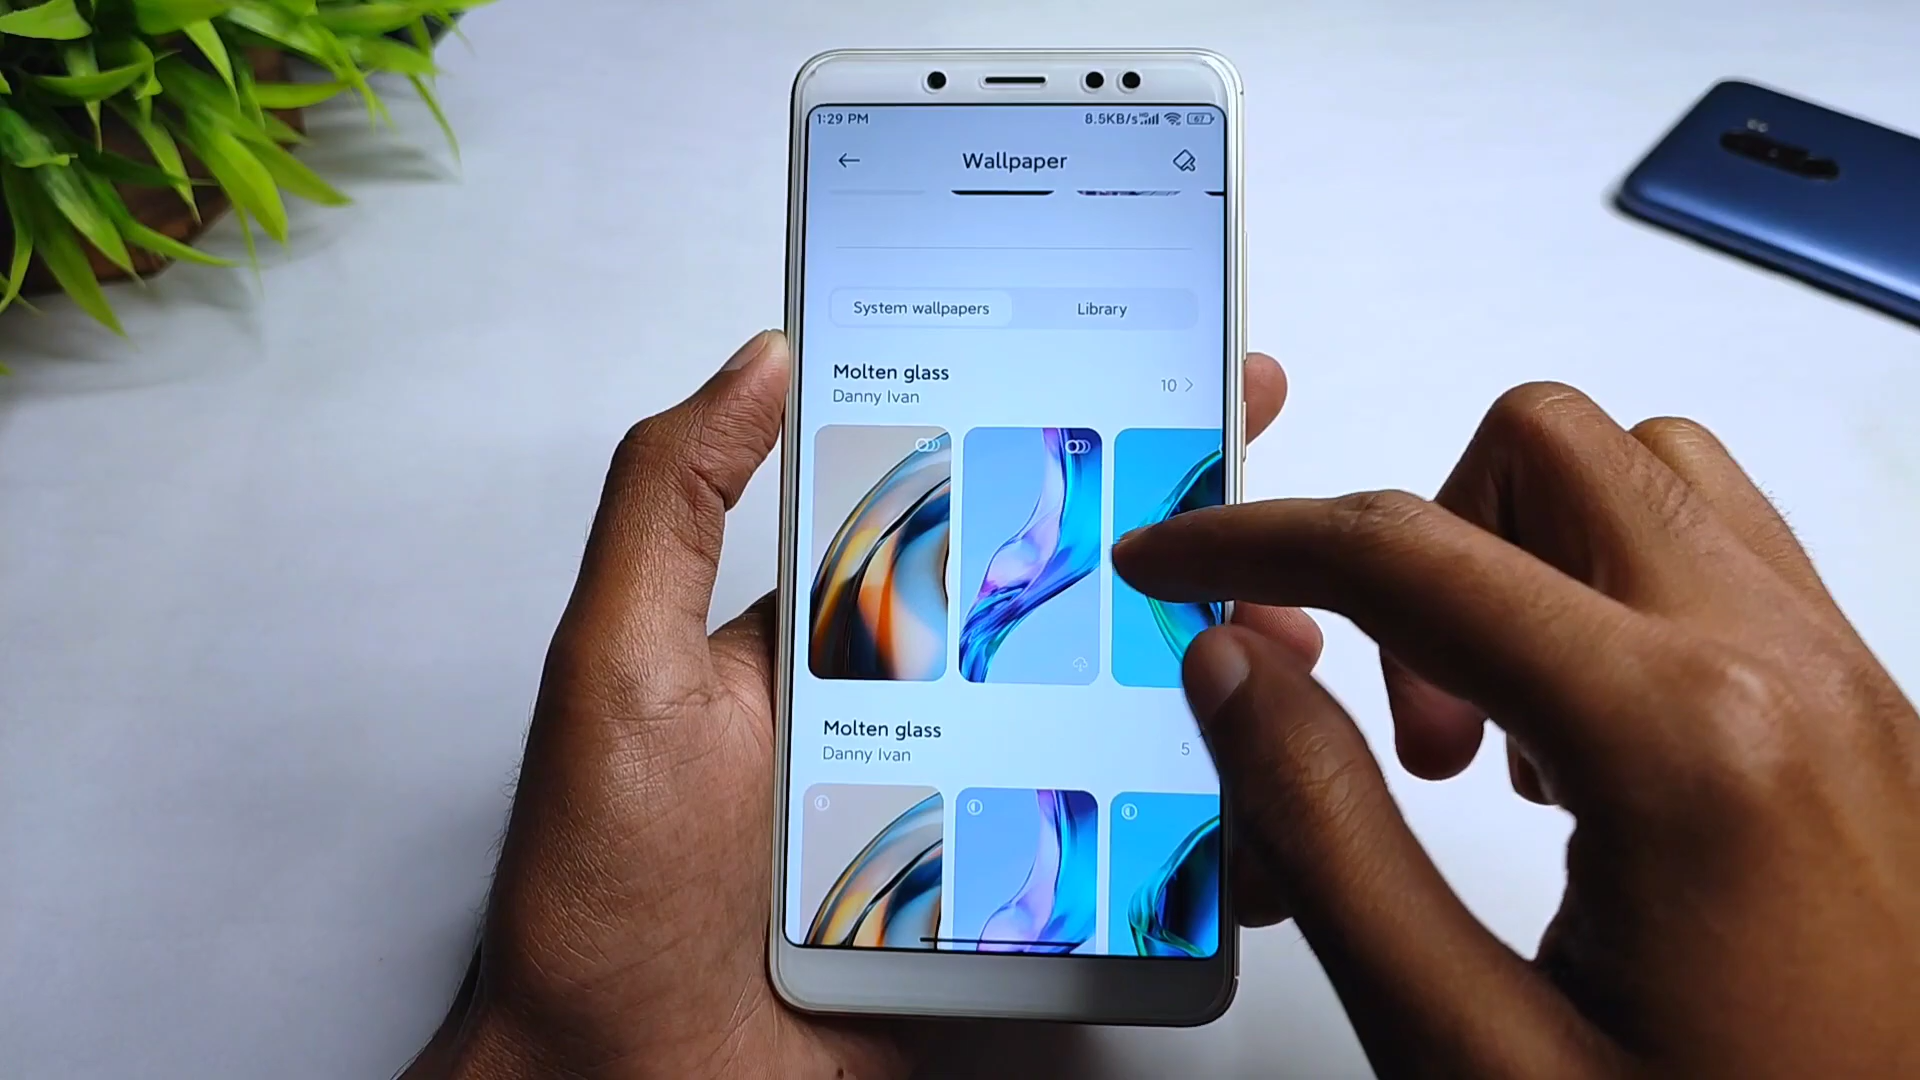 1:29 PM
8.5KB/s
67
Wallpaper
System wallpapers
Library
Molten glass
Danny Ivan
10
Molten glass
Danny Ivan
5